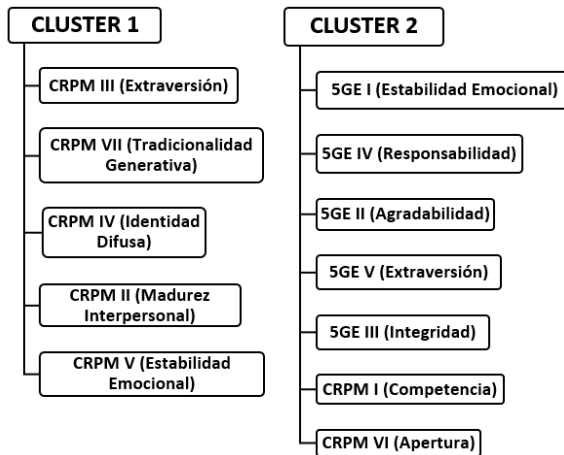 CLUSTER 1
CRPM III (Extraversión)
CRPM VII (Tradicionalidad
Generativa)
CRPM IV (Identidad
Difusa)
CRPM II (Madurez
Interpersonal)
CRPM V (Estabilidad
Emocional)
CLUSTER 2
5GE I (Estabilidad Emocional)
5GE IV (Responsabilidad)
5GE II (Agradabilidad)
5GE V (Extraversión)
5GE III (Integridad)
CRPM I (Competencia)
CRPM VI (Apertura)